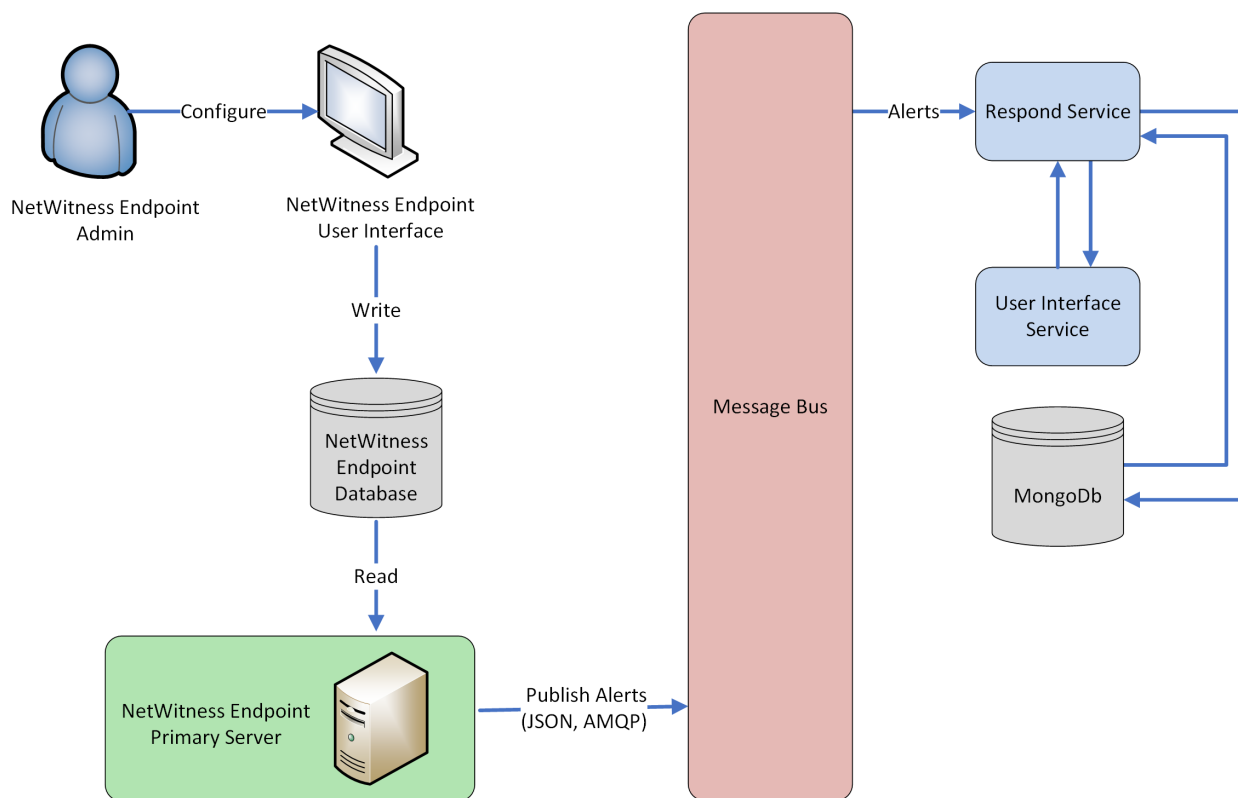 Configure
NetWitness Endpoint
Admin
NetWitness Endpoint
User Interface
Write
NetWitness
Endpoint
Database
Read
NetWitness Endpoint
Primary Server
Publish Alerts
(JSON, AMQP)
Message Bus
Alerts
Respond Service
User Interface
Service
MongoDb